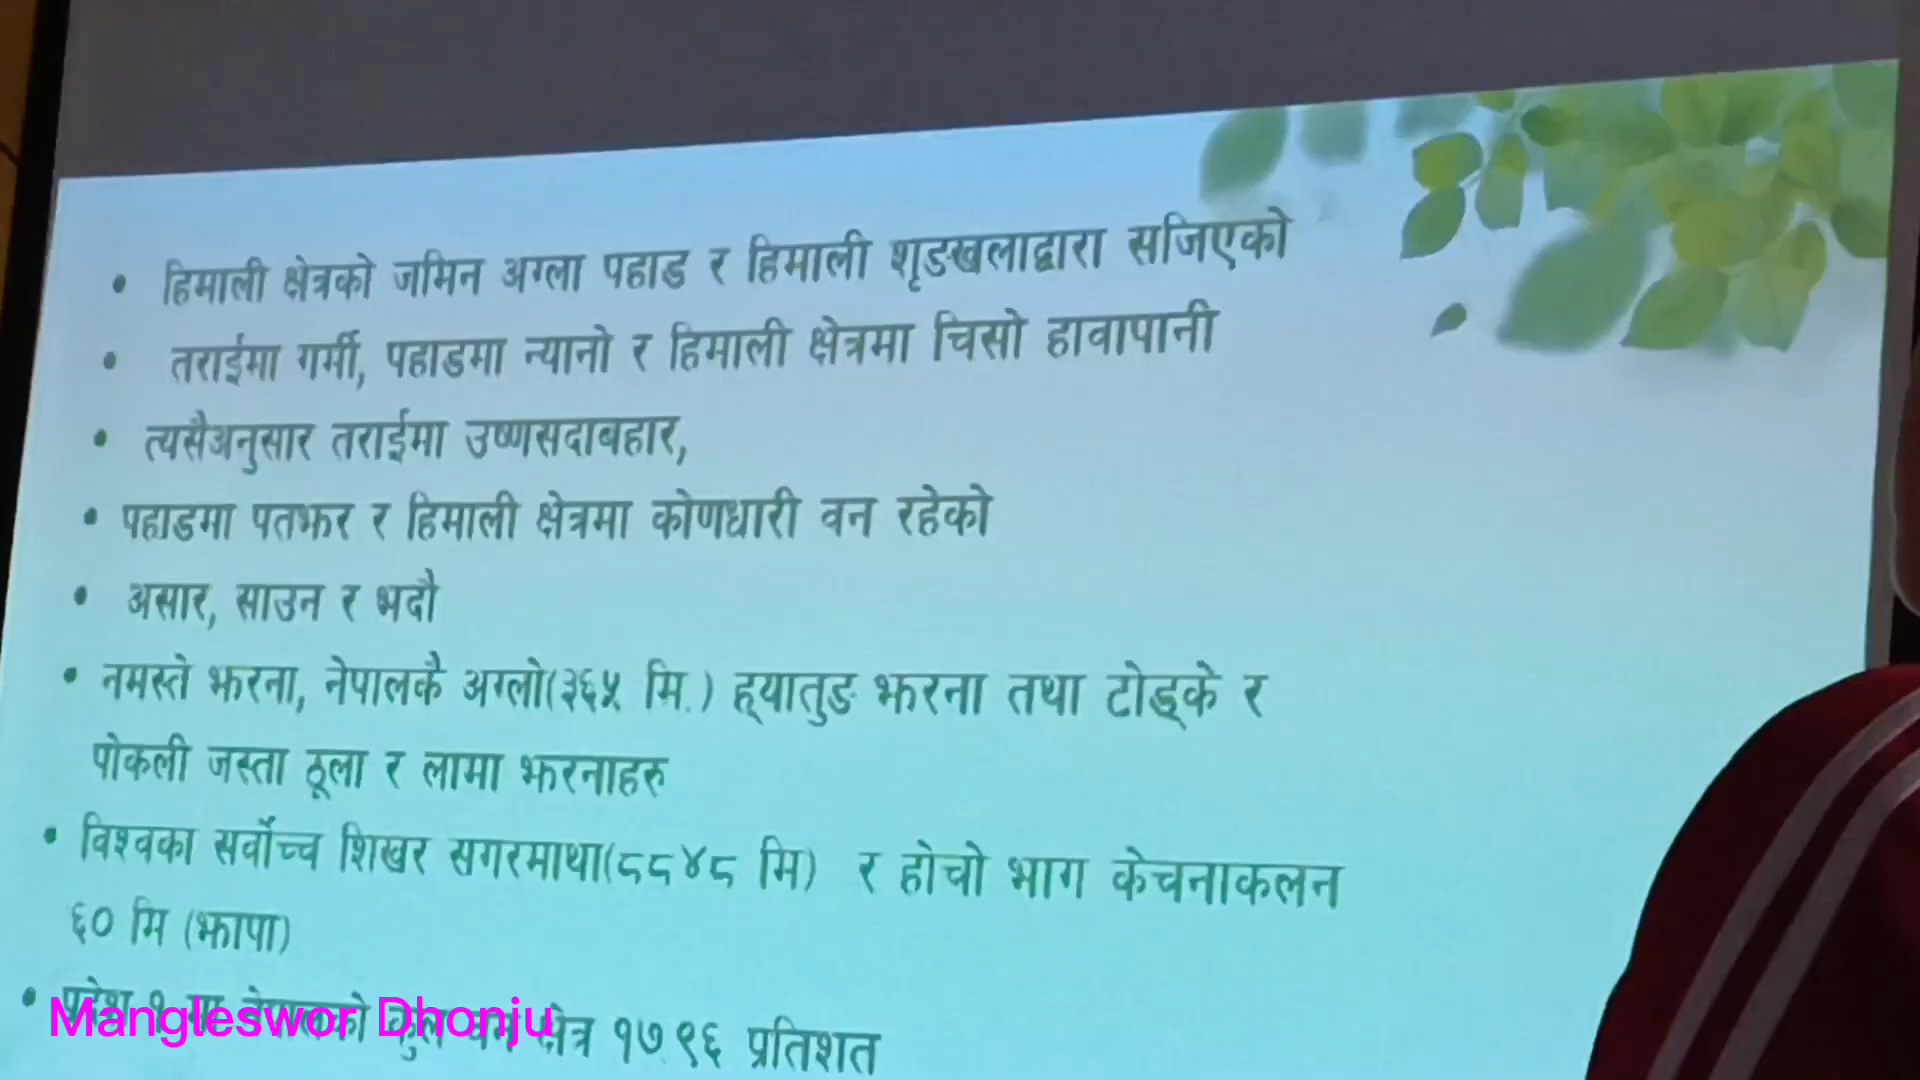 • हिमाली क्षेत्रको जमिन अग्ला पहाड र हिमाली शृङखलाद्वारा सजिएको
• तराईमा गर्मी, पहाडमा न्यानो र हिमाली क्षेत्रमा चिसो हावापानी
• त्यसैअनुसार तराईमा उष्णसदाबहार,
• पहाडमा पतझर र हिमाली क्षेत्रमा कोणधारी वन रहेको
• असार, साउन र भदौ
• नमस्ते झरना, नेपालकै अग्लो(३६५ मि.) ह्यातुङ झरना तथा टोड्के र
पोकली जस्ता ठूला र लामा झरनाहरु
• विश्वका सर्वोच्च शिखर सगरमाथा(८८४८ मि) र होचो भाग केचनाकलन
६० मि (झापा)
• कुल क्षेत्र १७.९६ प्रतिशत
Mangleswor Dhonju